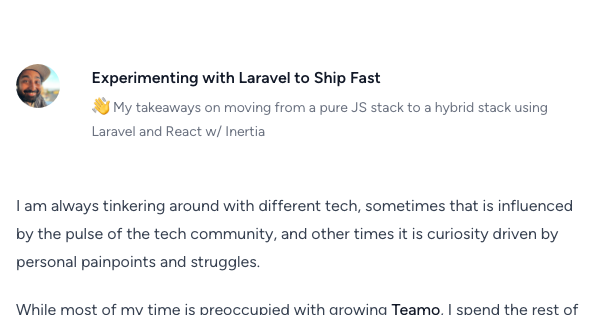 Experimenting with Laravel to Ship Fast
👋 My takeaways on moving from a pure JS stack to a hybrid stack using
Laravel and React w/ Inertia
I am always tinkering around with different tech, sometimes that is influenced
by the pulse of the tech community, and other times it is curiosity driven by
personal painpoints and struggles.
While most of my time is preoccupied with growing Teamo, I spend the rest of